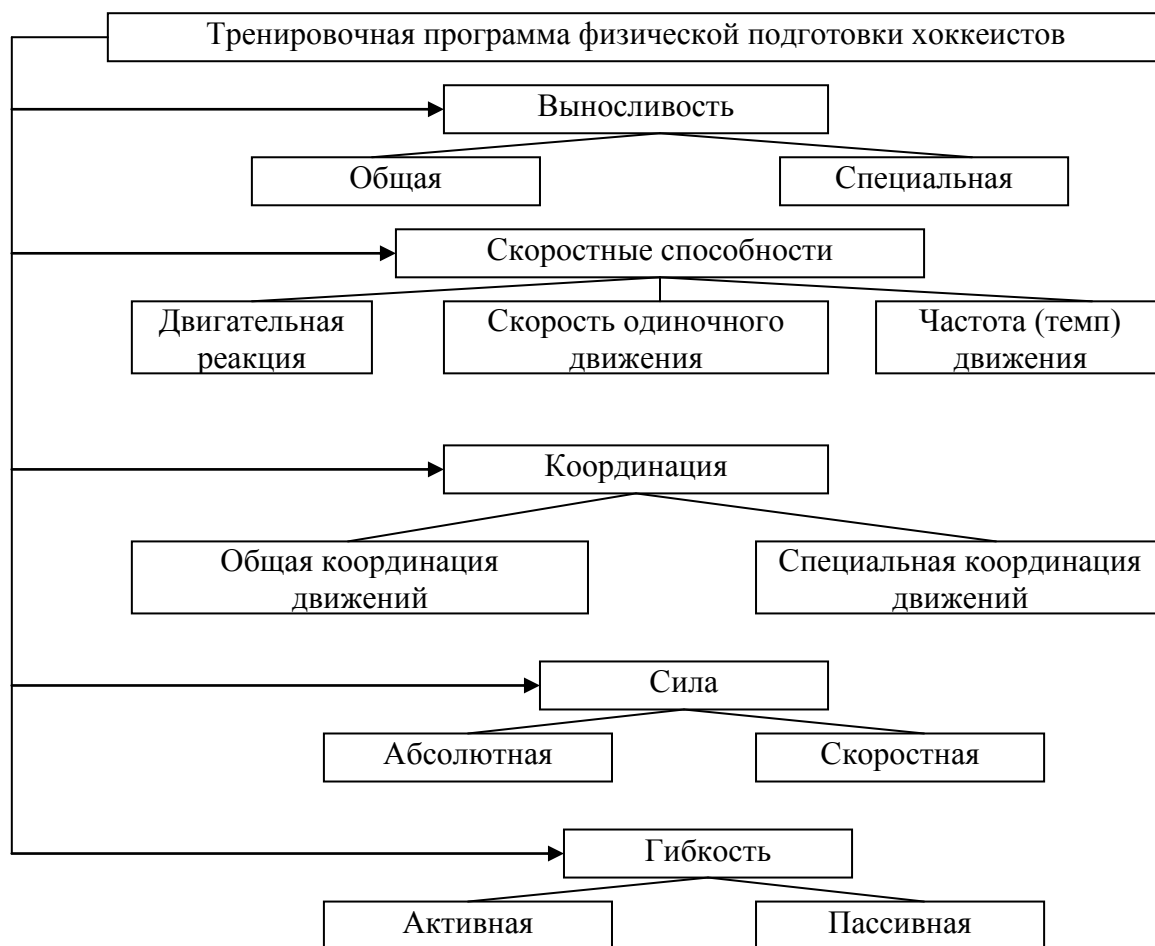 Тренировочная программа физической подготовки хоккеистов
Выносливость
Общая
Специальная
Скоростные способности
Двигательная
реакция
Скорость одиночного
движения
Частота (темп)
движения
Координация
Общая координация
движений
Специальная координация
движений
Сила
Абсолютная
Скоростная
Гибкость
Активная
Пассивная